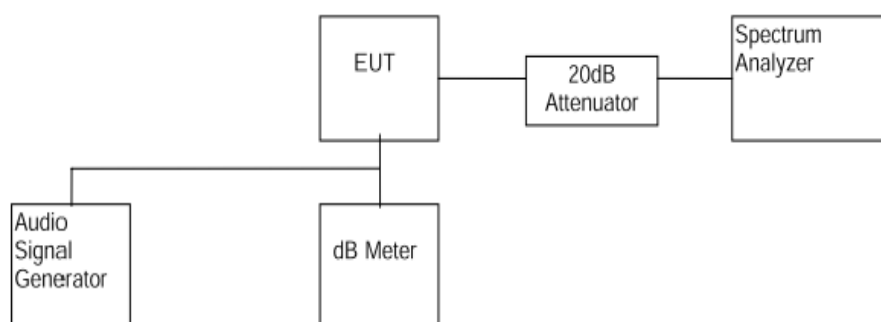 EUT
20dB
Attenuator
Spectrum
Analyzer
Audio
Signal
Generator
dB Meter